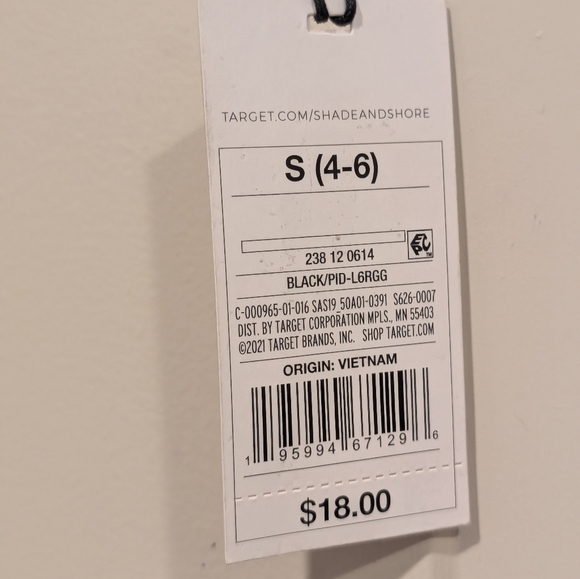 TARGET.COM/SHADEANDSHORE
S (4-6)
238 12 0614
BLACK/PID-L6RGG
C-000965-01-016 SAS19_50A01-0391 S626-0007
DIST. BY TARGET CORPORATION MPLS., MN 55403
©2021 TARGET BRANDS, INC. SHOP TARGET.COM
ORIGIN: VIETNAM
1 95994 67129 6
$18.00